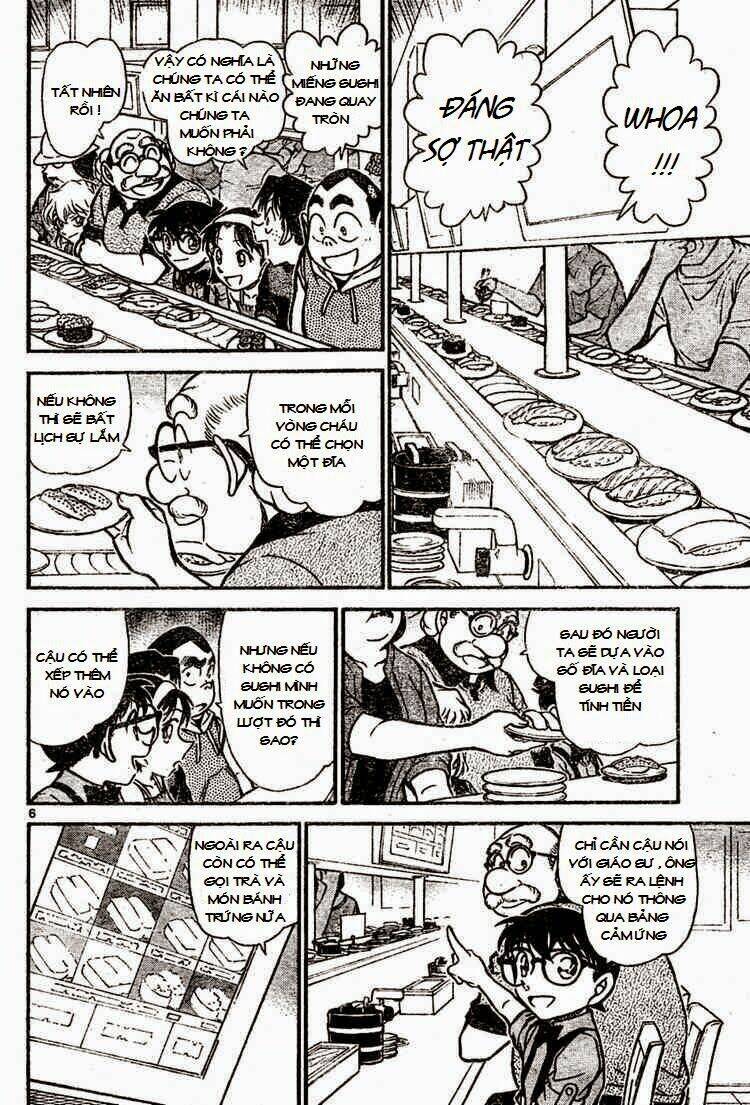 WHOA
!!!
ĐÁNG
SỢ THẬT
NHỮNG
MIẾNG SUSHI
ĐANG QUAY
TRÒN
VẬY CÓ NGHĨA LÀ
CHÚNG TA CÓ THỂ
ĂN BẤT KÌ CÁI NÀO
CHÚNG TA
MUỐN PHẢI
KHÔNG ?
TẤT NHIÊN
RỒI !
TRONG MỖI
VÒNG CHÁU
CÓ THỂ CHỌN
MỘT ĐĨA
NẾU KHÔNG
THÌ SẼ BẤT
LỊCH SỰ LẮM
SAU ĐÓ NGƯỜI
TA SẼ DỰA VÀO
SỐ ĐĨA VÀ LOẠI
SUSHI ĐỂ
TÍNH TIỀN
NHƯNG NẾU
KHÔNG CÓ
SUSHI MÌNH
MUỐN TRONG
LƯỢT ĐÓ THÌ
SAO?
CẬU CÓ THỂ
XẾP THÊM
NÓ VÀO
6
CHỈ CẦN CẬU NÓI
VỚI GIÁO SƯ , ÔNG
ẤY SẼ RA LỆNH
CHO NÓ THÔNG
QUA BẢNG
CẢM ỨNG
NGOÀI RA CẬU
CÒN CÓ THỂ
GỌI TRÀ VÀ
MÓN BÁNH
TRỨNG NỮA